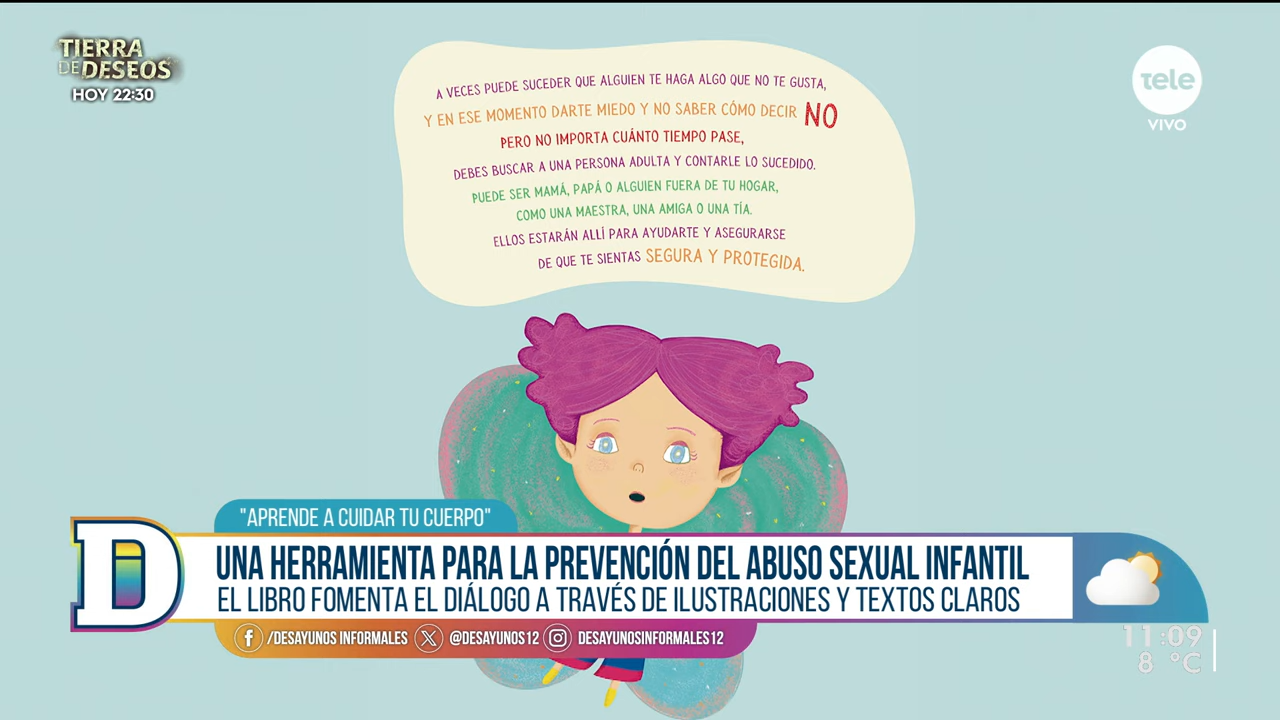 TIERRA
DE DESEOS
HOY 22:30
tele
VIVO
A VECES PUEDE SUCEDER QUE ALGUIEN TE HAGA ALGO QUE NO TE GUSTA,
Y EN ESE MOMENTO DARTE MIEDO Y NO SABER CÓMO DECIR NO
PERO NO IMPORTA CUÁNTO TIEMPO PASE,
DEBES BUSCAR A UNA PERSONA ADULTA Y CONTARLE LO SUCEDIDO.
PUEDE SER MAMÁ, PAPÁ O ALGUIEN FUERA DE TU HOGAR,
COMO UNA MAESTRA, UNA AMIGA O UNA TÍA.
ELLOS ESTARÁN ALLÍ PARA AYUDARTE Y ASEGURARSE
DE QUE TE SIENTAS SEGURA Y PROTEGIDA.
"APRENDE A CUIDAR TU CUERPO"
D
UNA HERRAMIENTA PARA LA PREVENCIÓN DEL ABUSO SEXUAL INFANTIL
EL LIBRO FOMENTA EL DIÁLOGO A TRAVÉS DE ILUSTRACIONES Y TEXTOS CLAROS
/DESAYUNOS INFORMALES @DESAYUNOS12 DESAYUNOSINFORMALES12
11:09
8 °C